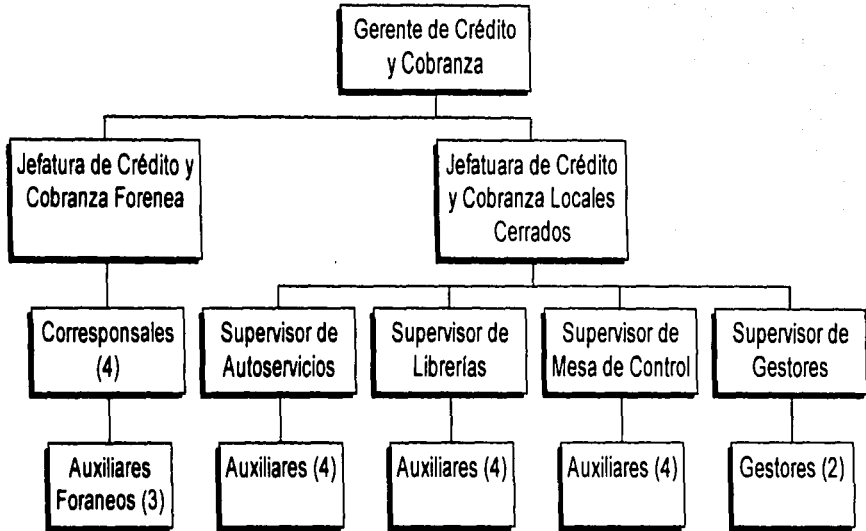 Gerente de Crédito
y Cobranza
Jefatura de Crédito y
Cobranza Forenea
Jefatuara de Crédito
y Cobranza Locales
Cerrados
Corresponsales
(4)
Supervisor de
Autoservicios
Supervisor de
Librerías
Supervisor de
Mesa de Control
Supervisor de
Gestores
Auxiliares
Foraneos (3)
Auxiliares (4)
Auxiliares (4)
Auxiliares (4)
Gestores (2)